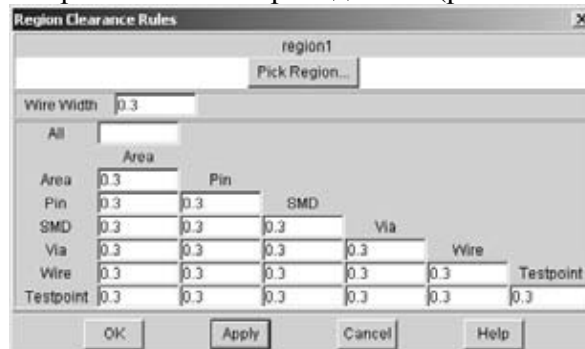 Region Clearance Rules
region1
Pick Region...
Wire Width 0.3
All
Area
Area 0.3 Pin
Pin 0.3 0.3 SMD
SMD 0.3 0.3 0.3 Via
Via 0.3 0.3 0.3 0.3 Wire
Wire 0.3 0.3 0.3 0.3 0.3 Testpoint
Testpoint 0.3 0.3 0.3 0.3 0.3 0.3
OK Apply Cancel Help